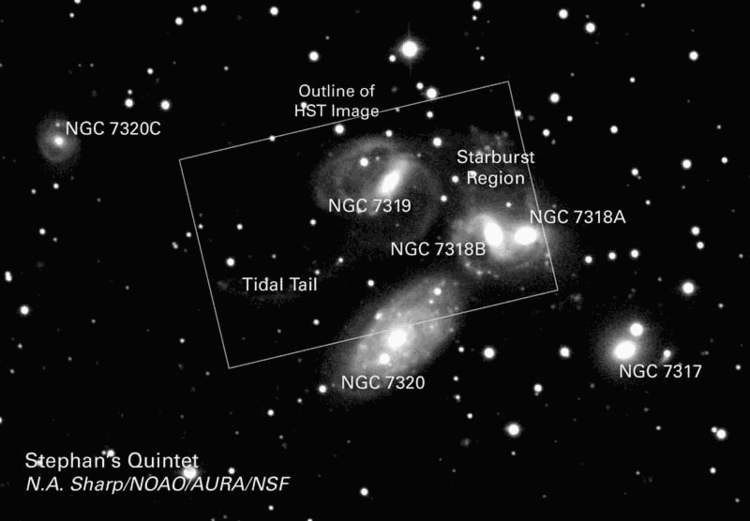 Outline of
HST Image
NGC 7320C
Starburst
Region
NGC 7319
NGC 7318A
NGC 7318B
Tidal Tail
NGC 7320
NGC 7317
Stephan's Quintet
N.A. Sharp/NOAO/AURA/NSF